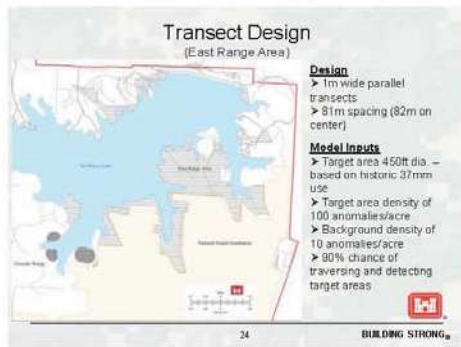 Transect Design
(East Range Area)
Design
➤ 1m wide parallel
transects
➤ 81m spacing (82m on
center)
Model Inputs
➤ Target area 450ft dia. –
based on historic 37mm
use
➤ Target area density of
100 anomalies/acre
➤ Background density of
10 anomalies/acre
➤ 90% chance of
traversing and detecting
target areas
24
BUILDING STRONG®